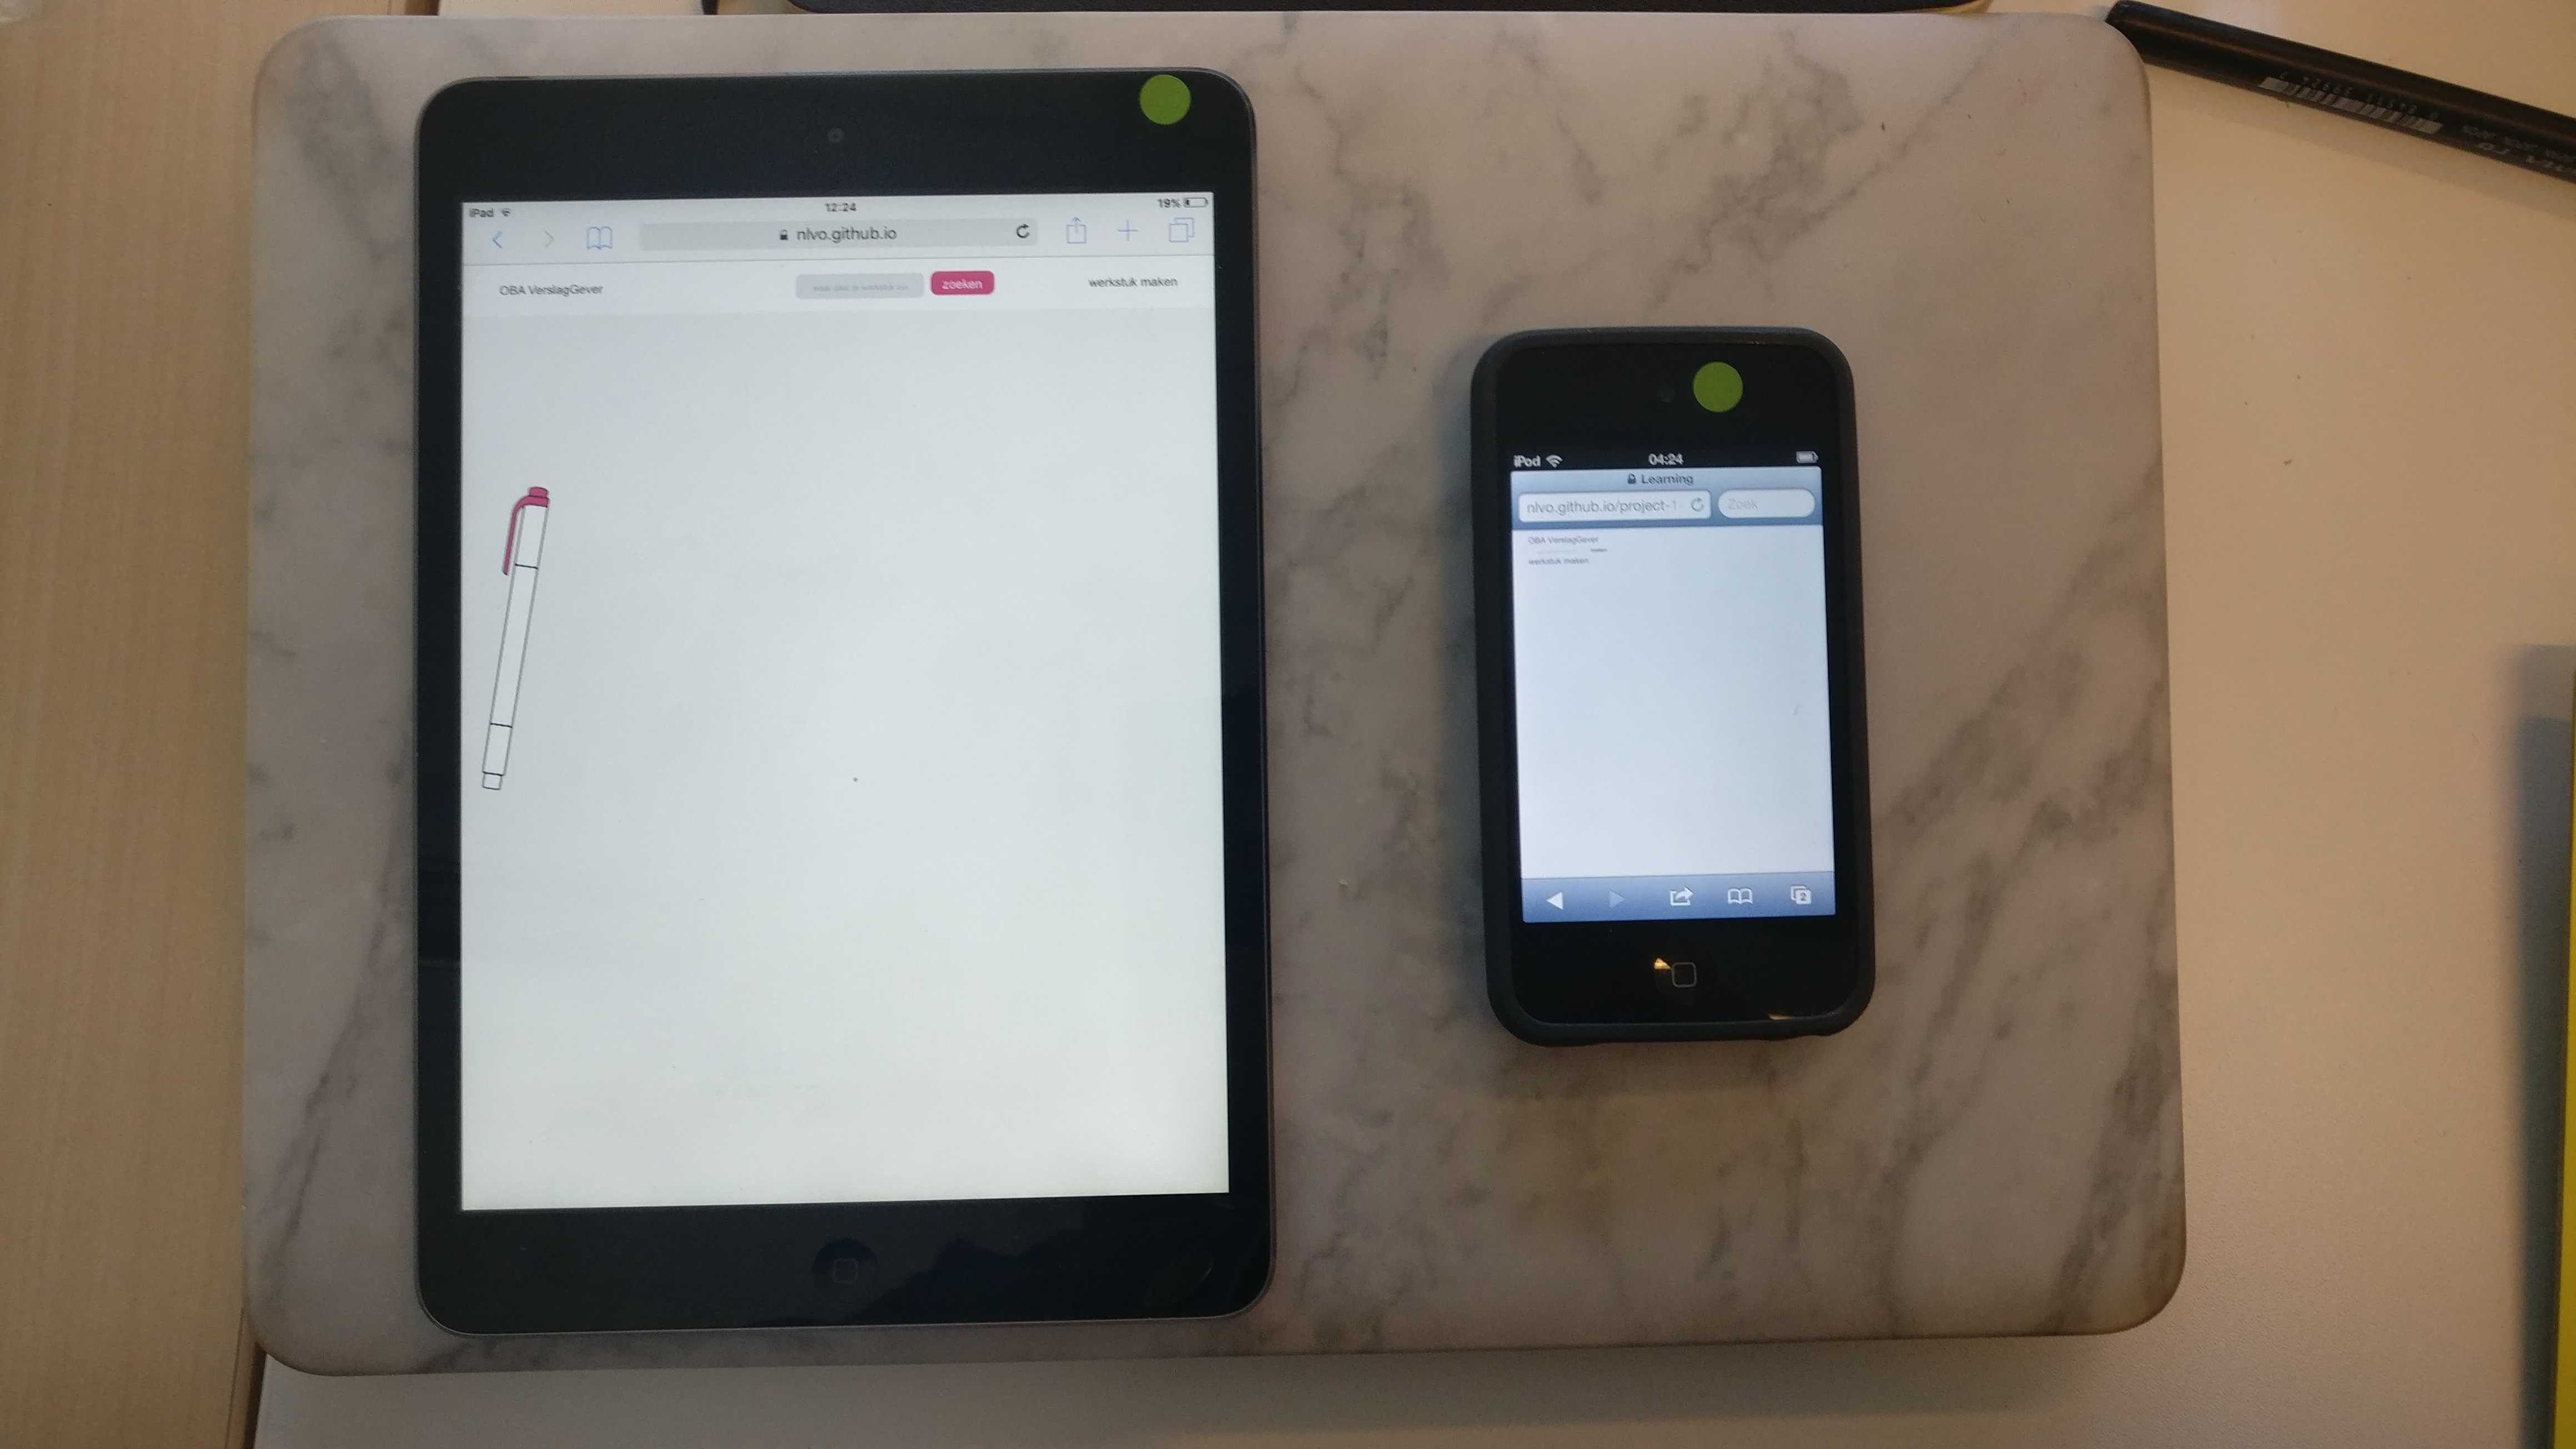 iPad 12:24 19%
nlvo.github.io
OBA VerslagGever zoeken werkstuk maken
iPod 04:24
Learning
nlvo.github.io/project-1 Zoek
OBA VerslagGever
werkstuk maken
2